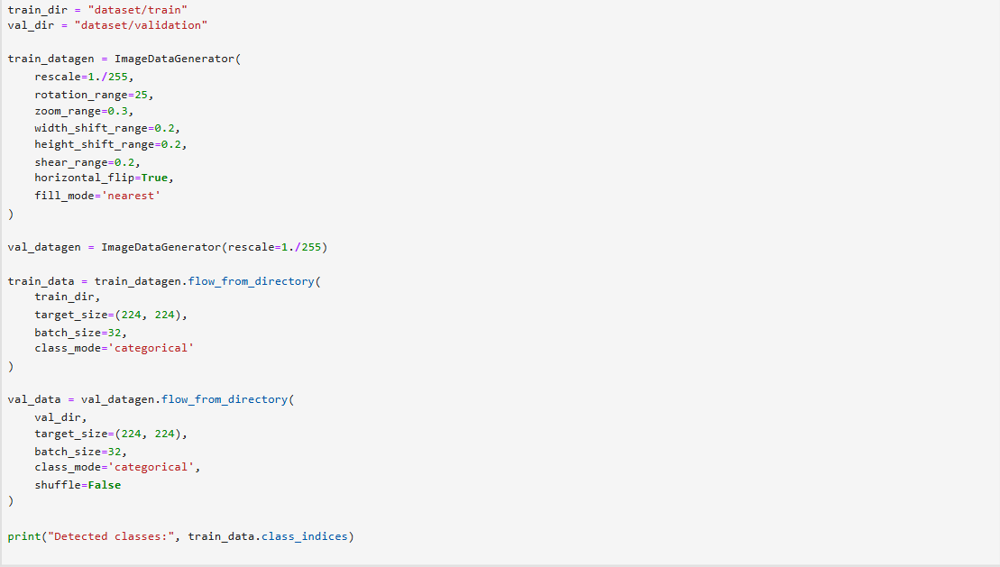 train_dir = "dataset/train"
val_dir = "dataset/validation"

train_datagen = ImageDataGenerator(
    rescale=1./255,
    rotation_range=25,
    zoom_range=0.3,
    width_shift_range=0.2,
    height_shift_range=0.2,
    shear_range=0.2,
    horizontal_flip=True,
    fill_mode='nearest'
)

val_datagen = ImageDataGenerator(rescale=1./255)

train_data = train_datagen.flow_from_directory(
    train_dir,
    target_size=(224, 224),
    batch_size=32,
    class_mode='categorical'
)

val_data = val_datagen.flow_from_directory(
    val_dir,
    target_size=(224, 224),
    batch_size=32,
    class_mode='categorical',
    shuffle=False
)

print("Detected classes:", train_data.class_indices)